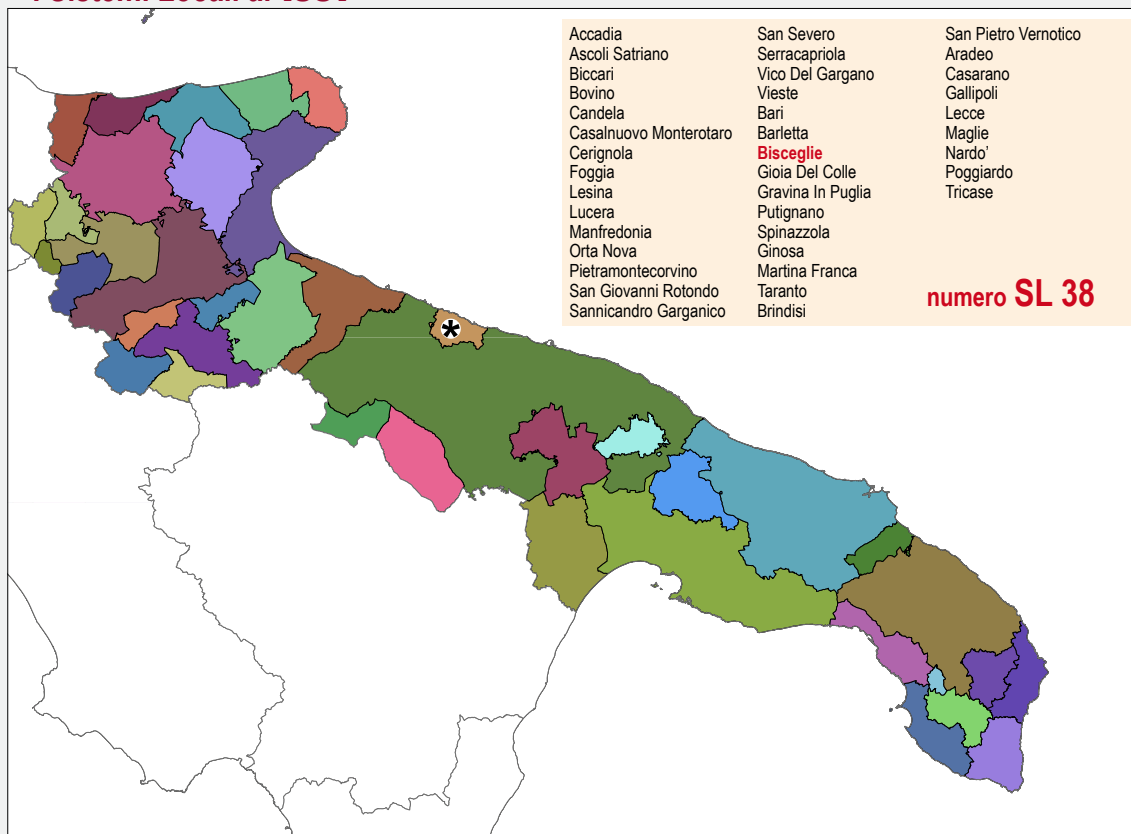 I Sistemi Locali al
Accadia
Ascoli Satriano
Biccari
Bovino
Candela
Casalnuovo Monterotaro
Cerignola
Foggia
Lesina
Lucera
Manfredonia
Orta Nova
Pietramontecorvino
San Giovanni Rotondo
Sannicandro Garganico
San Severo
Serracapriola
Vico Del Gargano
Vieste
Bari
Barletta
Bisceglie
Gioia Del Colle
Gravina In Puglia
Putignano
Spinazzola
Ginosa
Martina Franca
Taranto
Brindisi
San Pietro Vernotico
Aradeo
Casarano
Gallipoli
Lecce
Maglie
Nardo'
Poggiardo
Tricase
numero SL 38
*